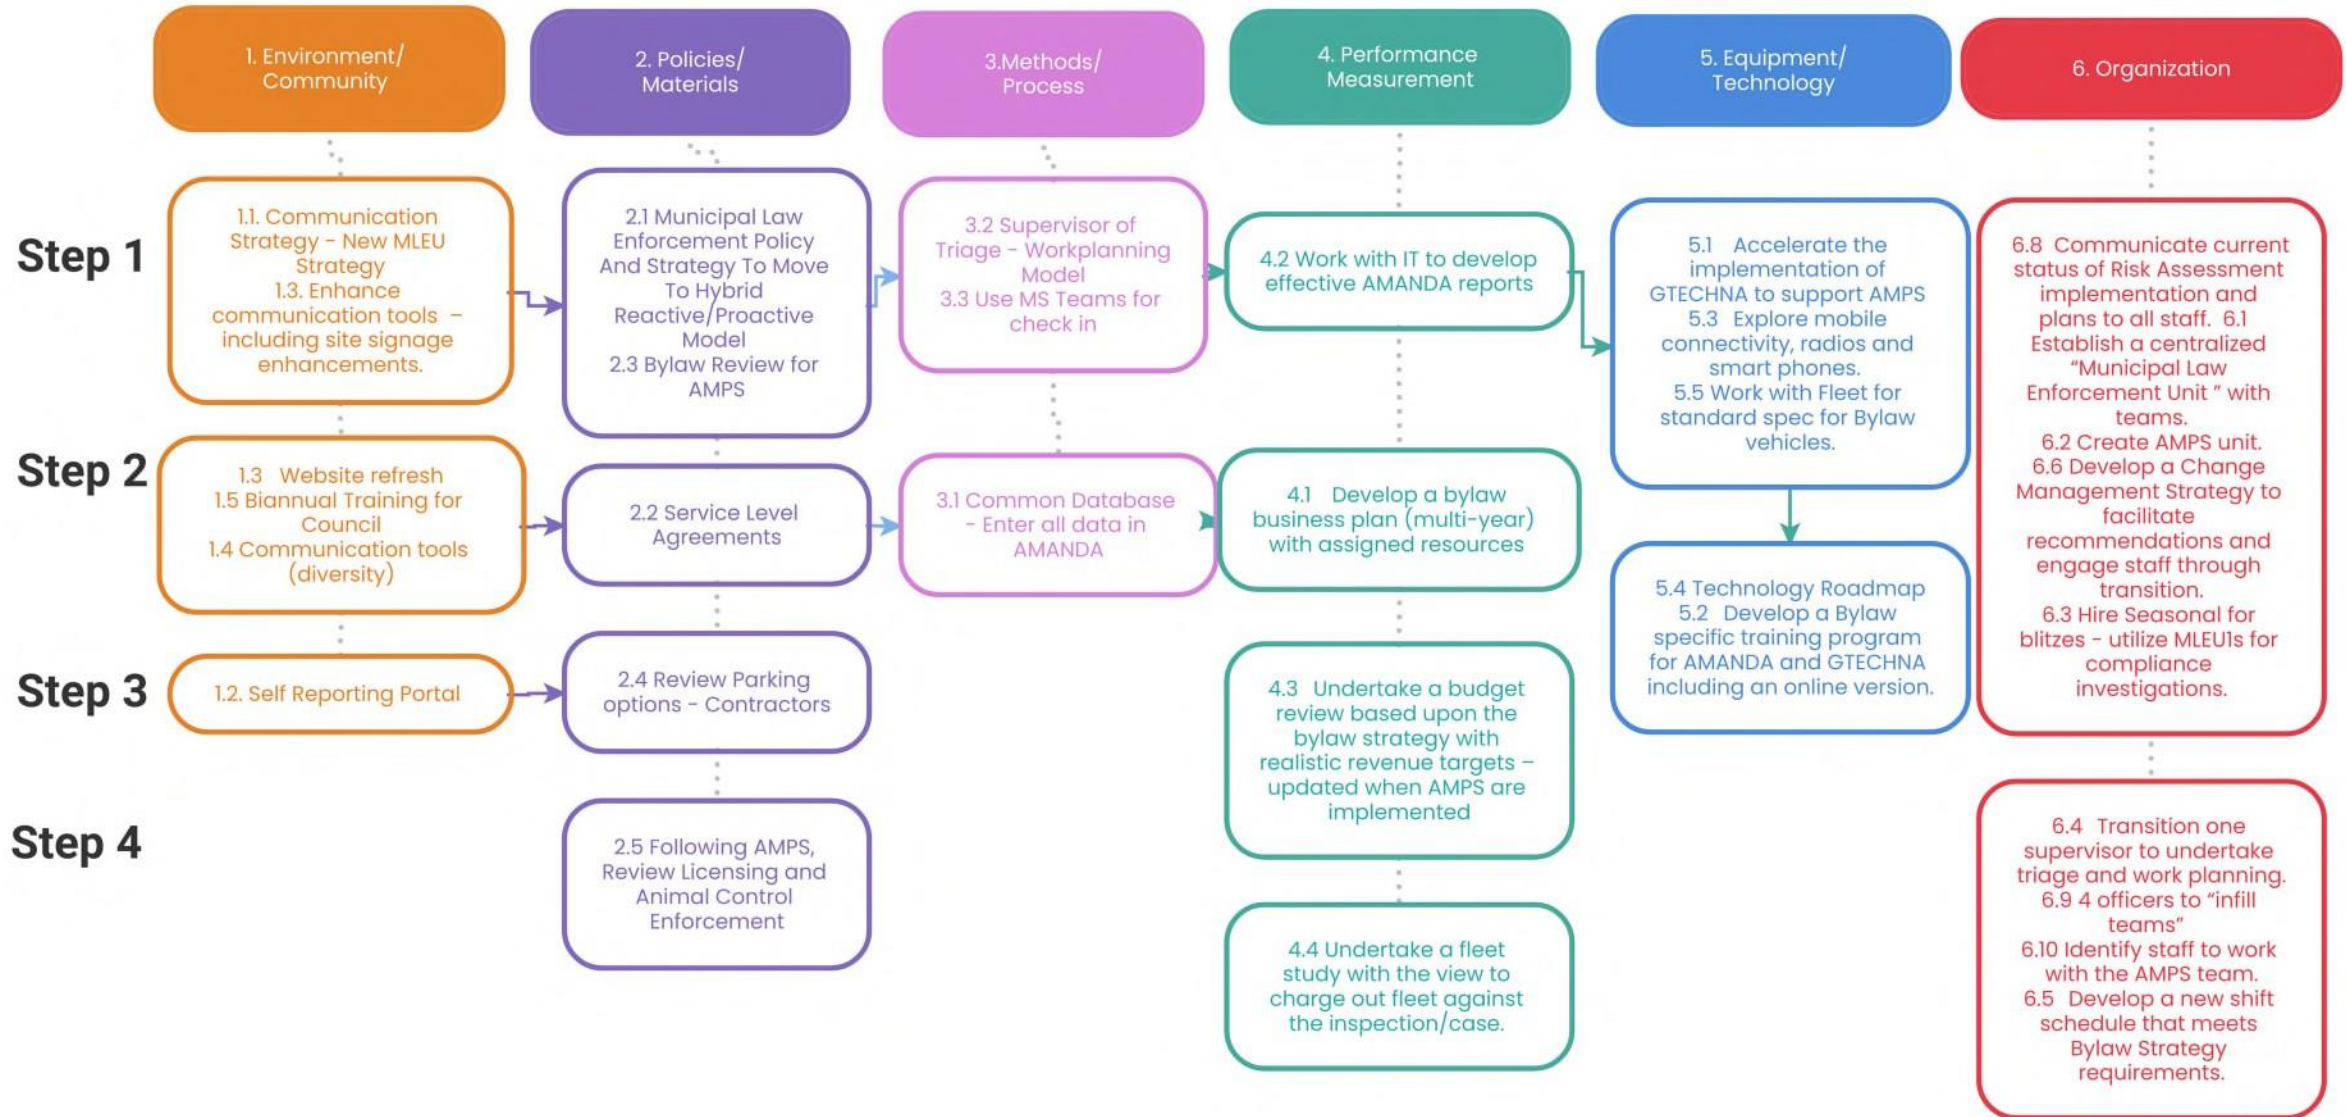 1. Environment/
Community
2. Policies/
Materials
3.Methods/
Process
4. Performance
Measurement
5. Equipment/
Technology
6. Organization
Step 1
1.1. Communication
Strategy - New MLEU
Strategy
1.3. Enhance
communication tools –
including site signage
enhancements.
2.1 Municipal Law
Enforcement Policy
And Strategy To Move
To Hybrid
Reactive/Proactive
Model
2.3 Bylaw Review for
AMPS
3.2 Supervisor of
Triage - Workplanning
Model
3.3 Use MS Teams for
check in
4.2 Work with IT to develop
effective AMANDA reports
5.1 Accelerate the
implementation of
GTECHNA to support AMPS
5.3 Explore mobile
connectivity, radios and
smart phones.
5.5 Work with Fleet for
standard spec for Bylaw
vehicles.
6.8 Communicate current
status of Risk Assessment
implementation and
plans to all staff. 6.1
Establish a centralized
“Municipal Law
Enforcement Unit ” with
teams.
6.2 Create AMPS unit.
6.6 Develop a Change
Management Strategy to
facilitate
recommendations and
engage staff through
transition.
6.3 Hire Seasonal for
blitzes - utilize MLEU1s for
compliance
investigations.
Step 2
1.3 Website refresh
1.5 Biannual Training for
Council
1.4 Communication tools
(diversity)
2.2 Service Level
Agreements
3.1 Common Database
- Enter all data in
AMANDA
4.1 Develop a bylaw
business plan (multi-year)
with assigned resources
5.4 Technology Roadmap
5.2 Develop a Bylaw
specific training program
for AMANDA and GTECHNA
including an online version.
Step 3
1.2. Self Reporting Portal
2.4 Review Parking
options - Contractors
4.3 Undertake a budget
review based upon the
bylaw strategy with
realistic revenue targets –
updated when AMPS are
implemented
Step 4
2.5 Following AMPS,
Review Licensing and
Animal Control
Enforcement
4.4 Undertake a fleet
study with the view to
charge out fleet against
the inspection/case.
6.4 Transition one
supervisor to undertake
triage and work planning.
6.9 4 officers to “infill
teams”
6.10 Identify staff to work
with the AMPS team.
6.5 Develop a new shift
schedule that meets
Bylaw Strategy
requirements.